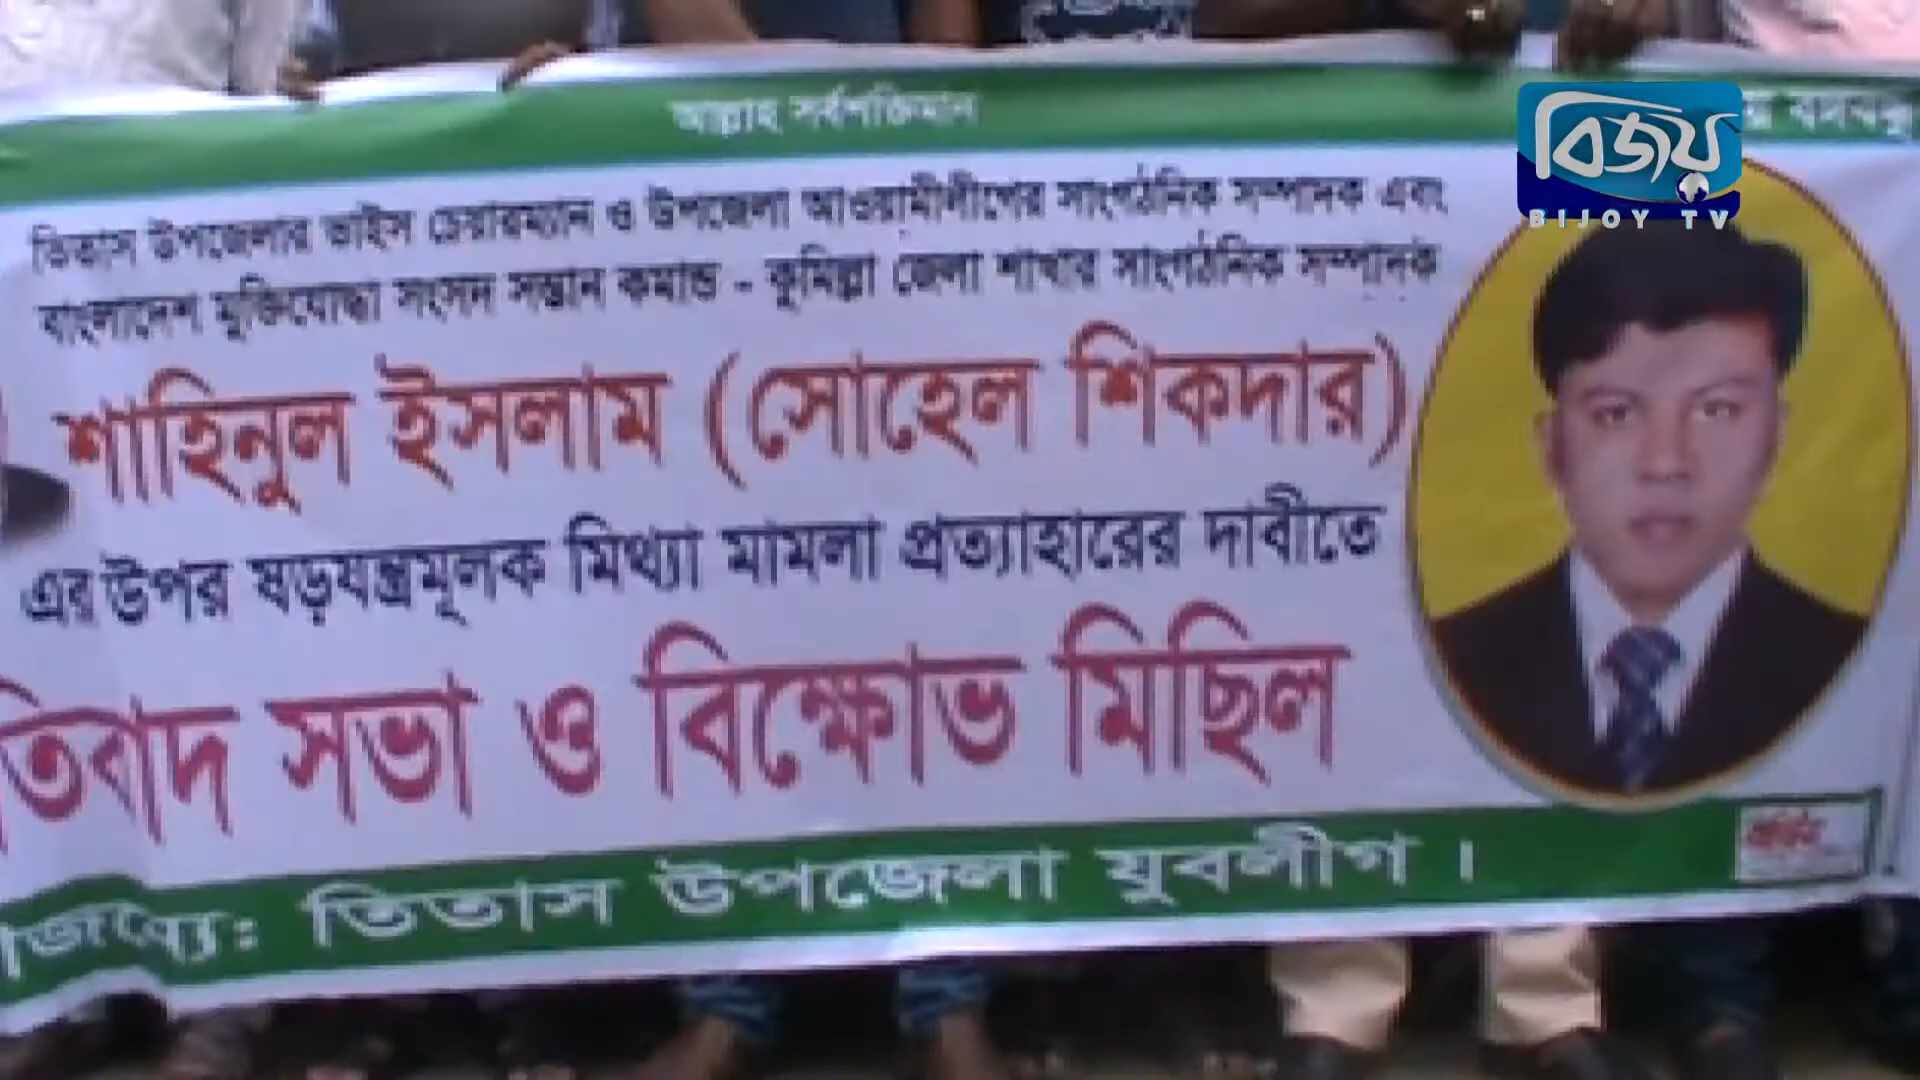 আল্লাহ সর্বশক্তিমান
বিজয়
BIJOY TV
তিতাস উপজেলার ভাইস চেয়ারম্যান ও উপজেলা আওয়ামীলীগের সাংগঠনিক সম্পাদক এবং
বাংলাদেশ মুক্তিযোদ্ধা সংসদ সন্তান কমান্ড - কুমিল্লা জেলা শাখার সাংগঠনিক সম্পাদক
শাহিনুল ইসলাম (সোহেল শিকদার)
এর উপর ষড়যন্ত্রমূলক মিথ্যা মামলা প্রত্যাহারের দাবীতে
তিবাদ সভা ও বিক্ষোভ মিছিল
তিতাস উপজেলা যুবলীগ।